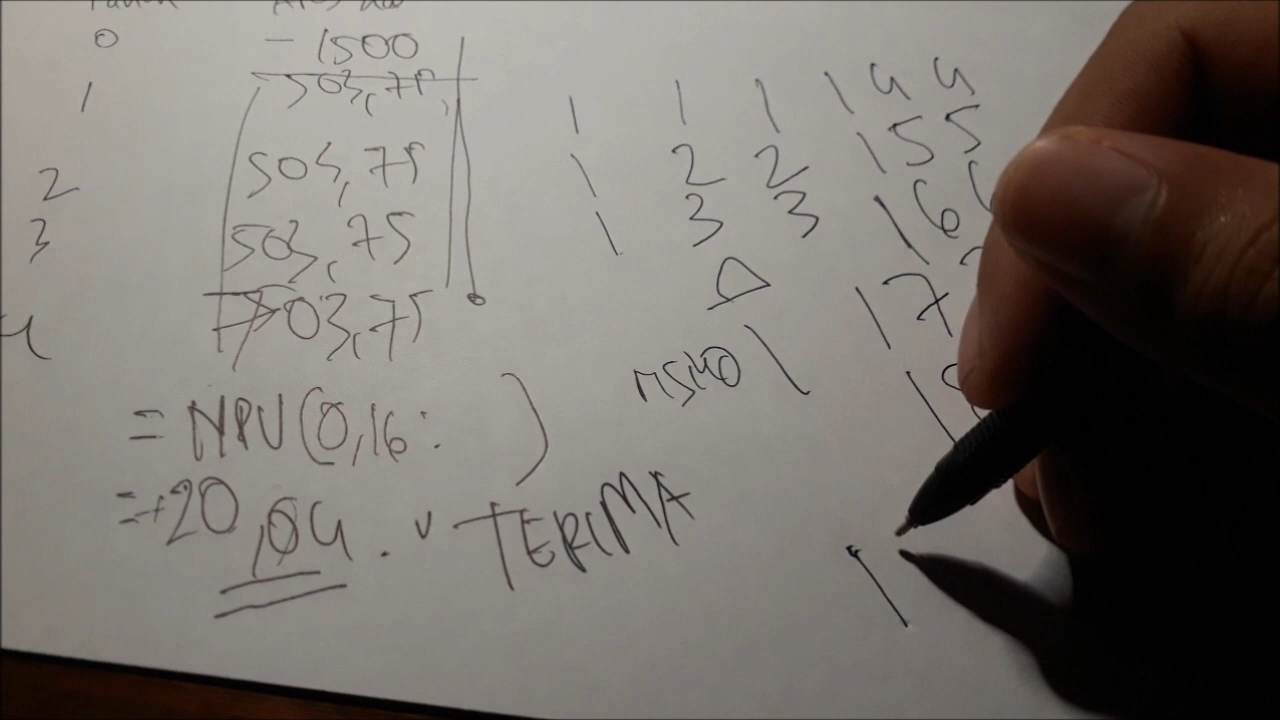 0 - 1500
1 503,75 1 1 1 1 4 4
2 503,75 1 2 2 1 5 5
3 503,75 1 3 3 1 6
4 703,75 1 7
risiko 1
= NPV(0,16: )
=+20,04. v TERIMA